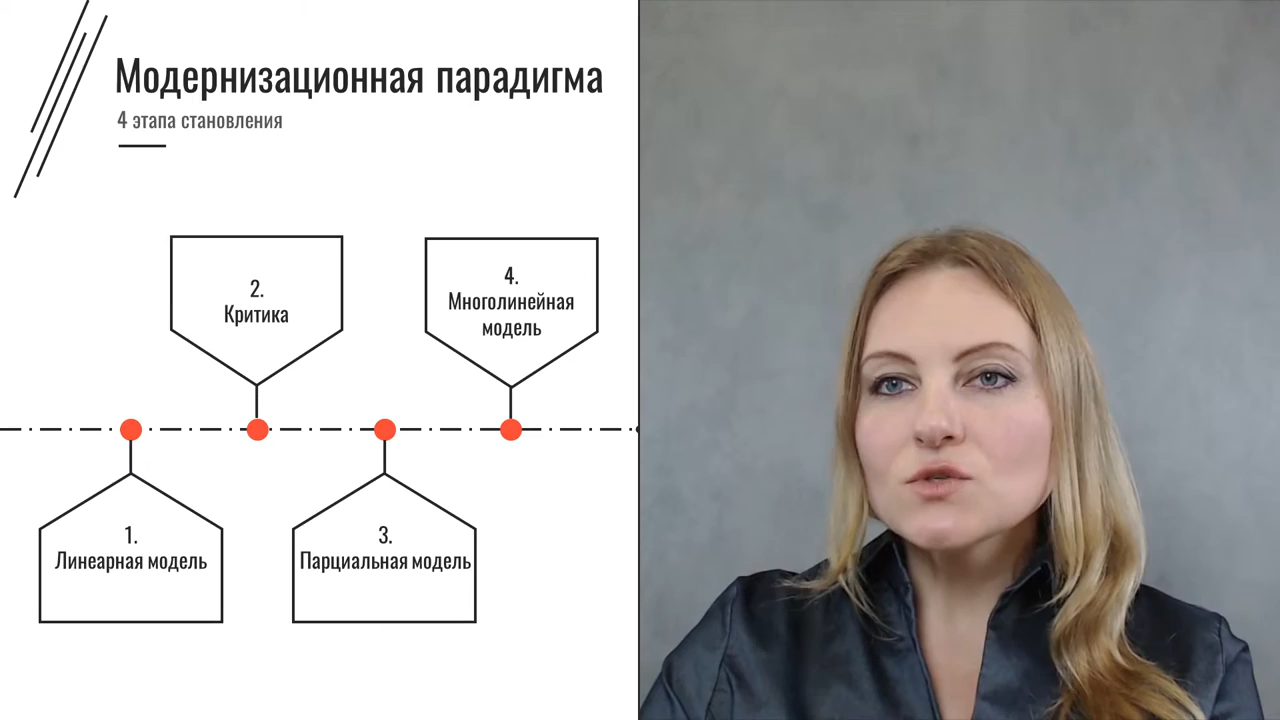 Модернизационная парадигма
4 этапа становления
2.
Критика
4.
Многолинейная
модель
1.
Линеарная модель
3.
Парциальная модель